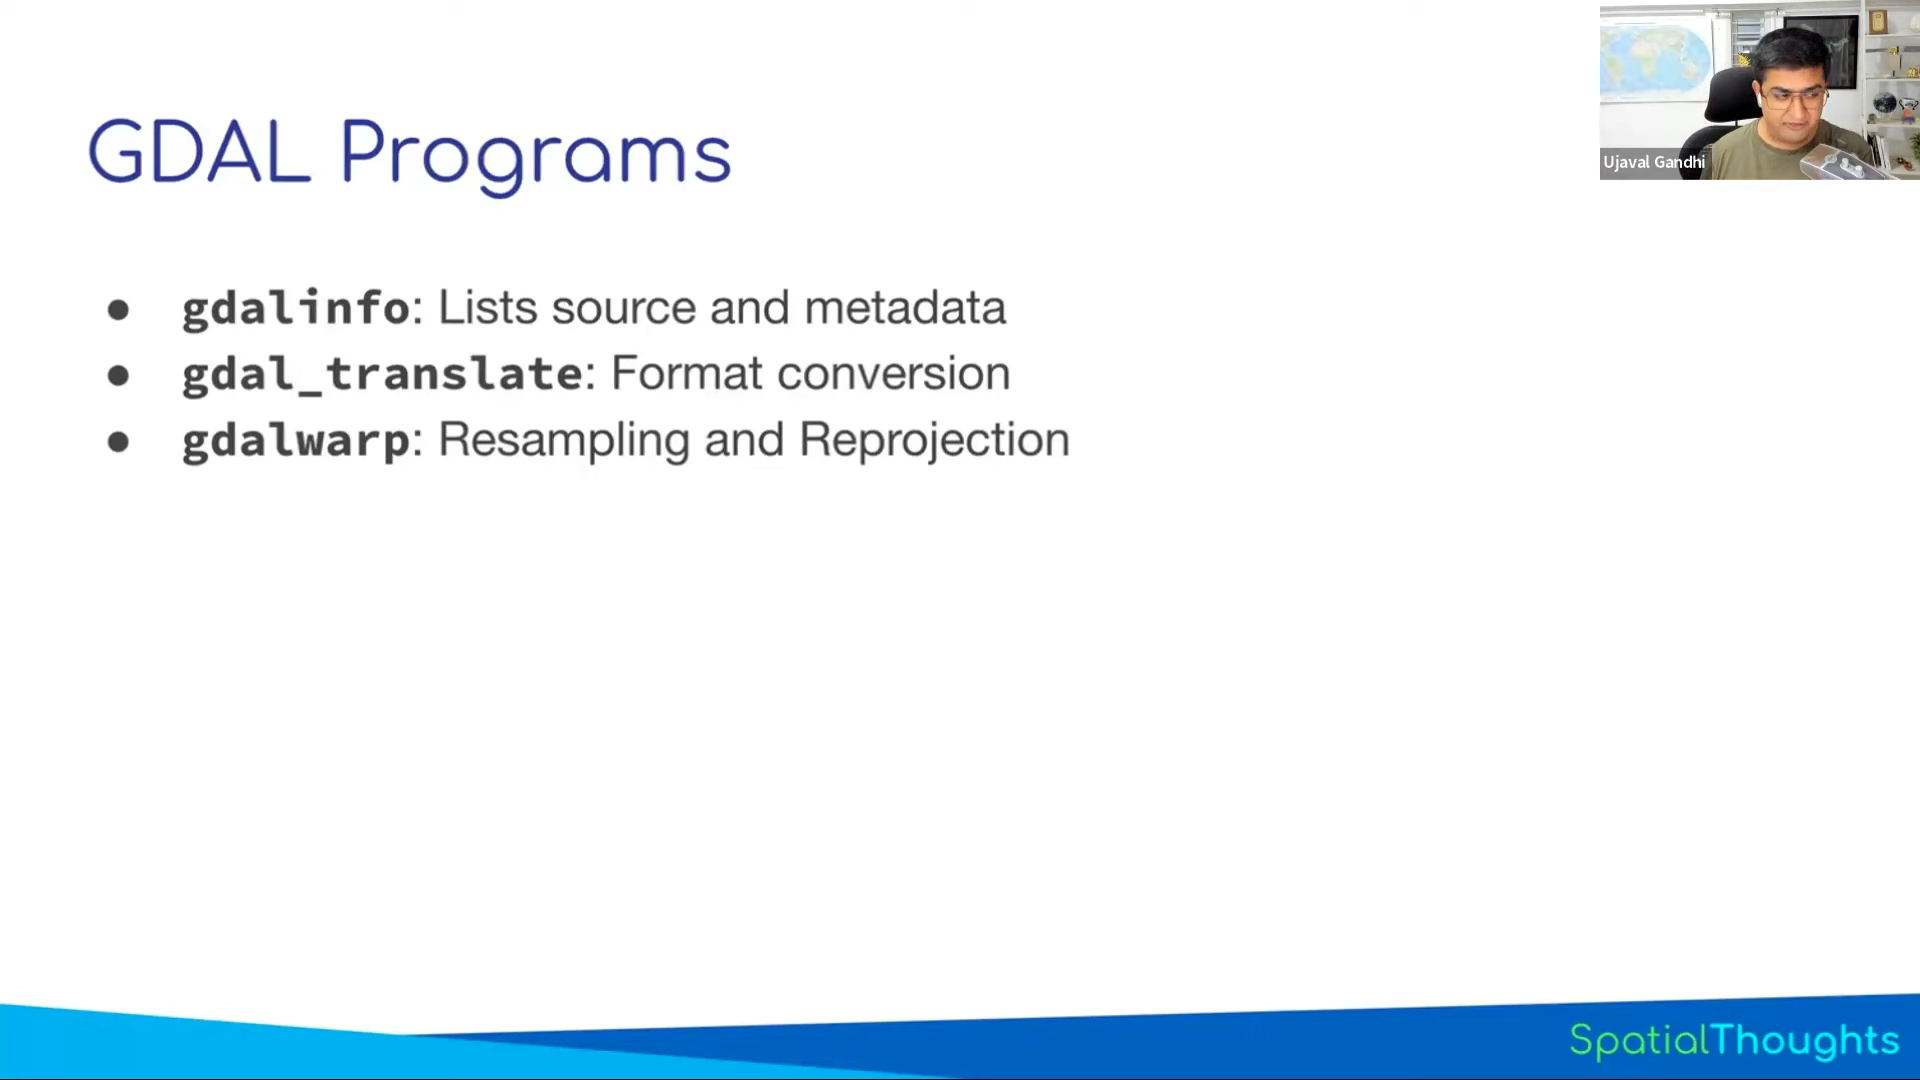 GDAL Programs
● gdalinfo: Lists source and metadata
● gdal_translate: Format conversion
● gdalwarp: Resampling and Reprojection
Ujaval Gandhi
SpatialThoughts